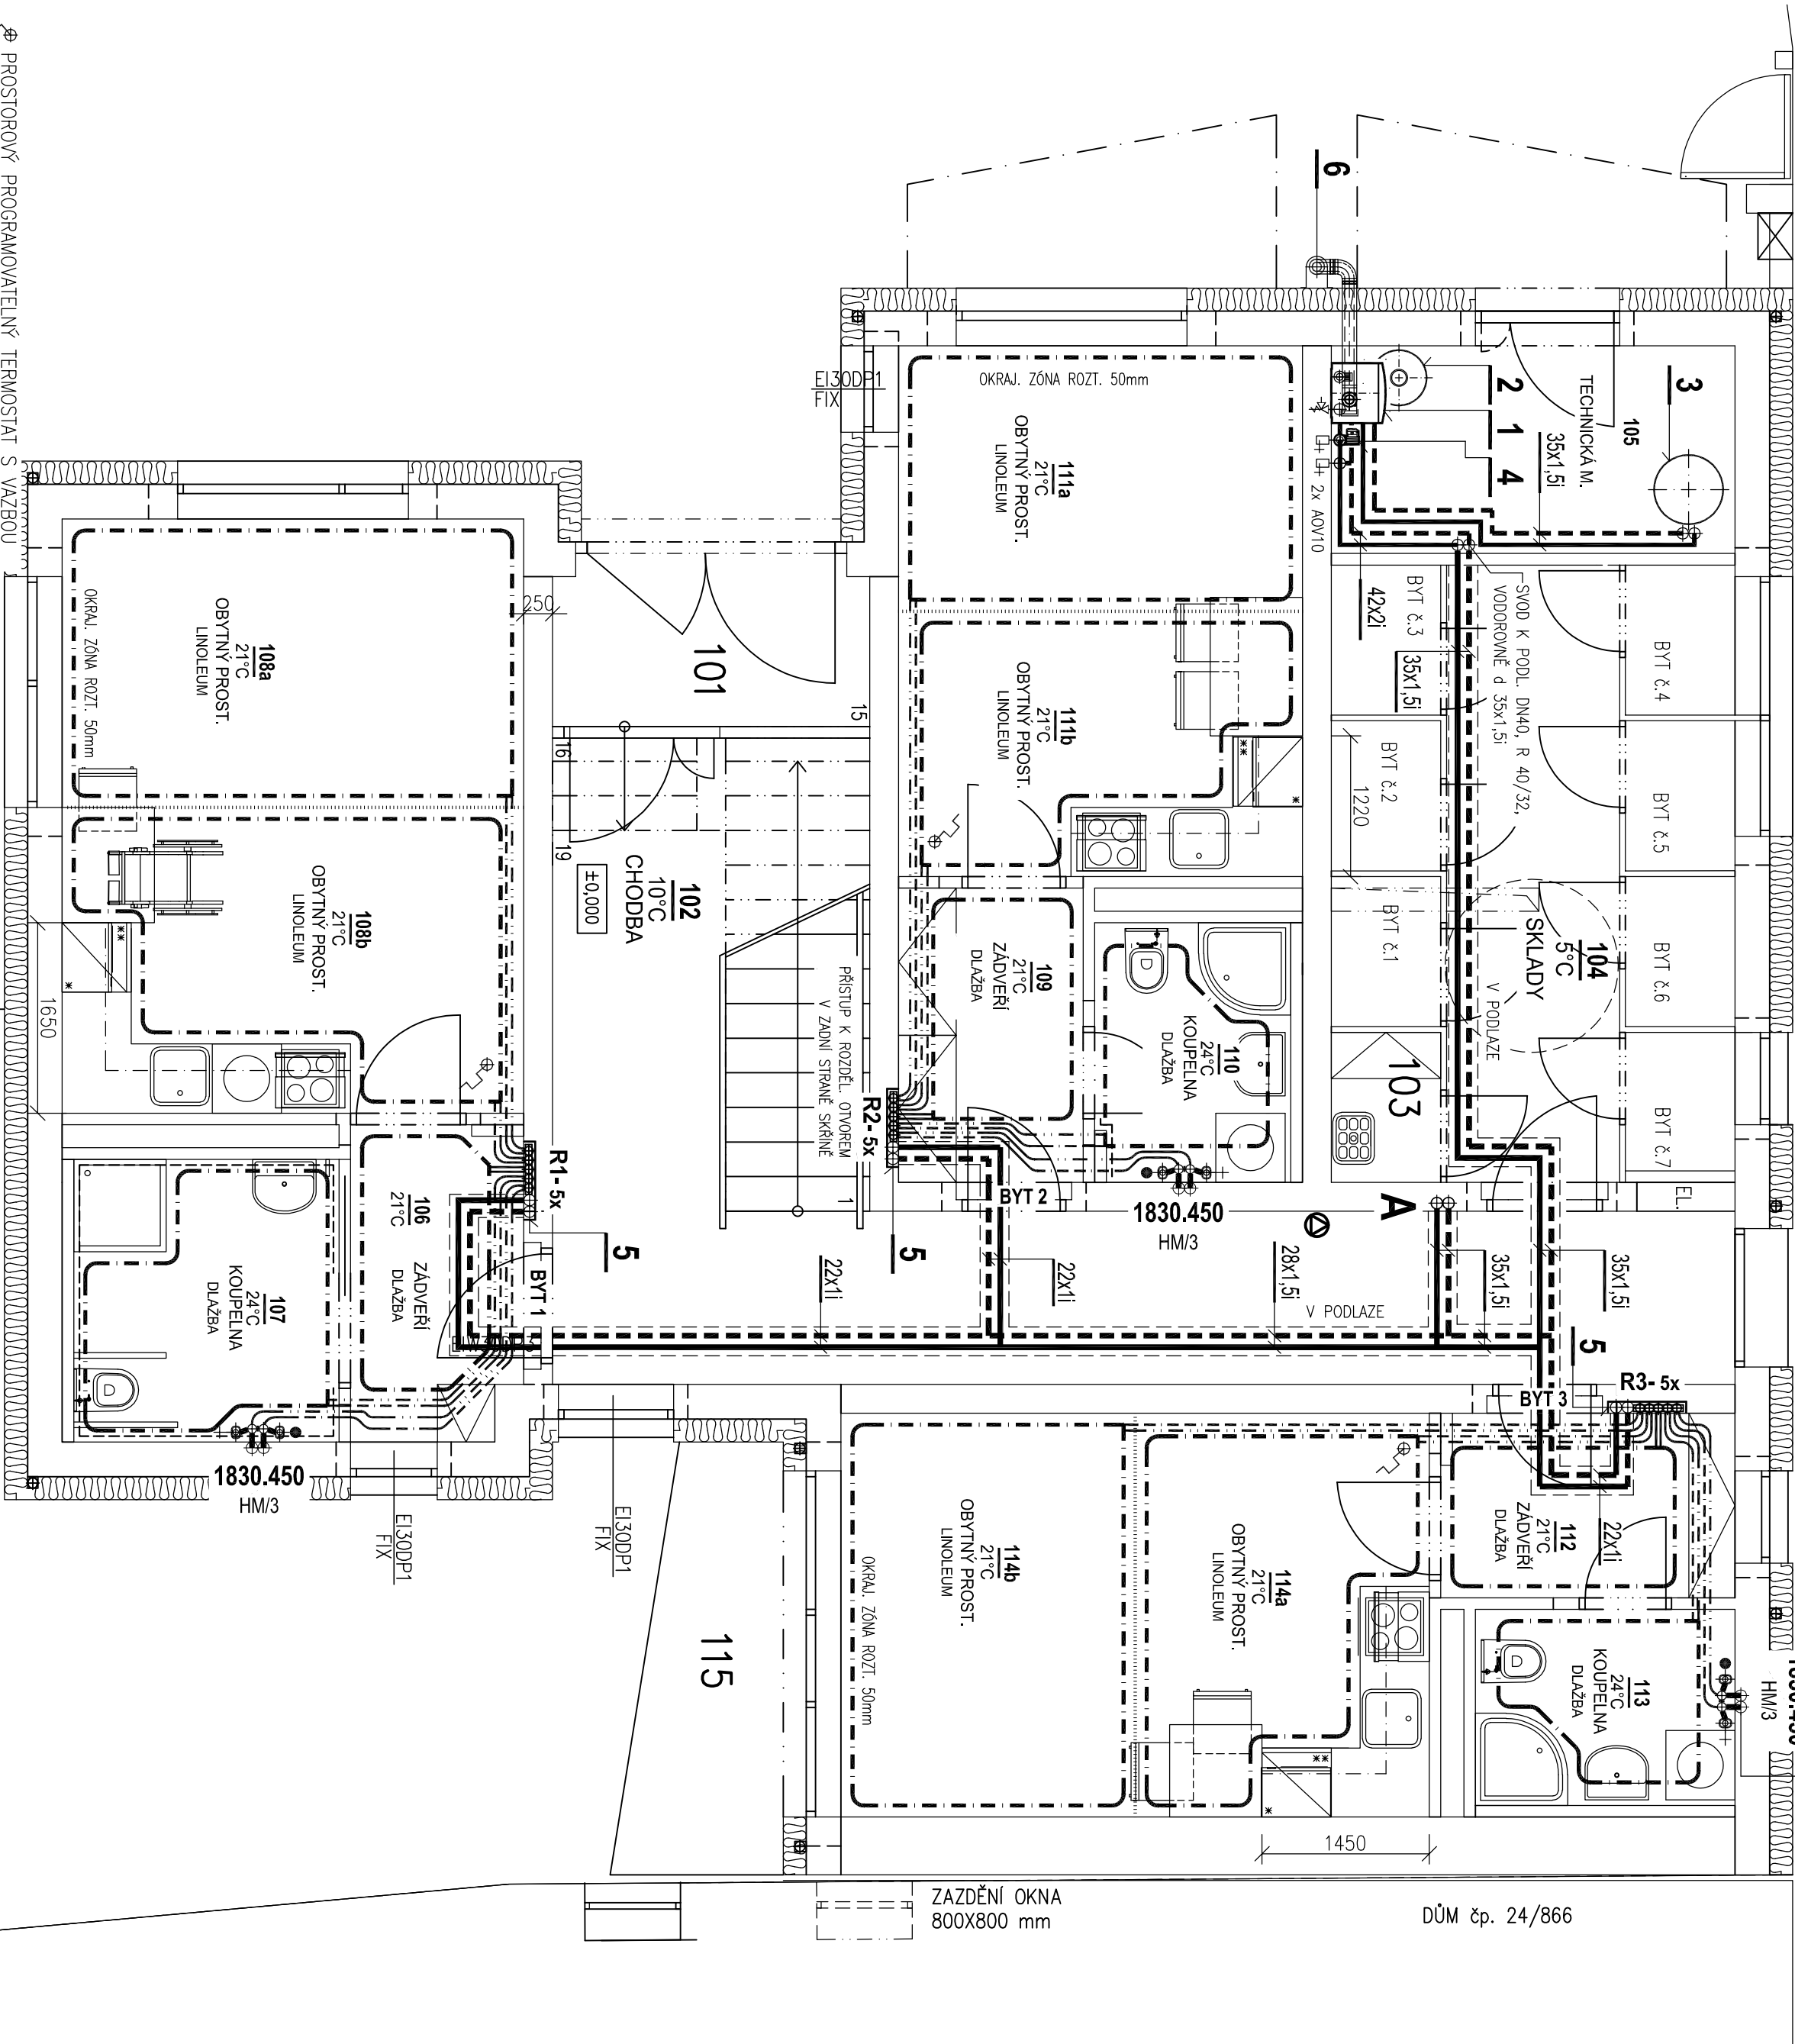 PROSTOROVÝ PROGRAMOVATELNÝ TERMOSTAT S VAZBOU
6
3
105
TECHNICKÁ M.
35x1,5i
2
1
4
2x AOV10
EI30DP1
FIX
OKRAJ. ZÓNA ROZT. 50mm
111a
21°C
OBYTNÝ PROST.
LINOLEUM
SVOD K PODL. DN40, R 40/32,
VODOROVNĚ d 35x1,5i
42x2i
35x1,5i
BYT č.3
BYT č.2
BYT č.1
1220
BYT č.4
BYT č.5
BYT č.6
BYT č.7
104
5°C
SKLADY
V PODLAZE
103
EL.
111b
21°C
OBYTNÝ PROST.
LINOLEUM
101
250
15
16
19
102
10°C
CHODBA
±0,000
PŘÍSTUP K ROZDĚL. OTVOREM
V ZADNÍ STRANĚ SKŘÍNĚ
1
109
21°C
ZÁDVEŘÍ
DLAŽBA
110
24°C
KOUPELNA
DLAŽBA
R2- 5x
BYT 2
1830.450
HM/3
A
5
22x1i
22x1i
28x1,5i
35x1,5i
35x1,5i
V PODLAZE
108a
21°C
OBYTNÝ PROST.
LINOLEUM
OKRAJ. ZÓNA ROZT. 50mm
108b
21°C
OBYTNÝ PROST.
LINOLEUM
1650
R1- 5x
5
BYT 1
106
21°C
ZÁDVEŘÍ
DLAŽBA
107
24°C
KOUPELNA
DLAŽBA
1830.450
HM/3
EI30DP1
FIX
EI30DP1
FIX
5
R3- 5x
BYT 3
22x1i
112
21°C
ZÁDVEŘÍ
DLAŽBA
113
24°C
KOUPELNA
DLAŽBA
HM/3
114a
21°C
OBYTNÝ PROST.
LINOLEUM
114b
21°C
OBYTNÝ PROST.
LINOLEUM
OKRAJ. ZÓNA ROZT. 50mm
115
1450
ZAZDĚNÍ OKNA
800X800 mm
DŮM čp. 24/866